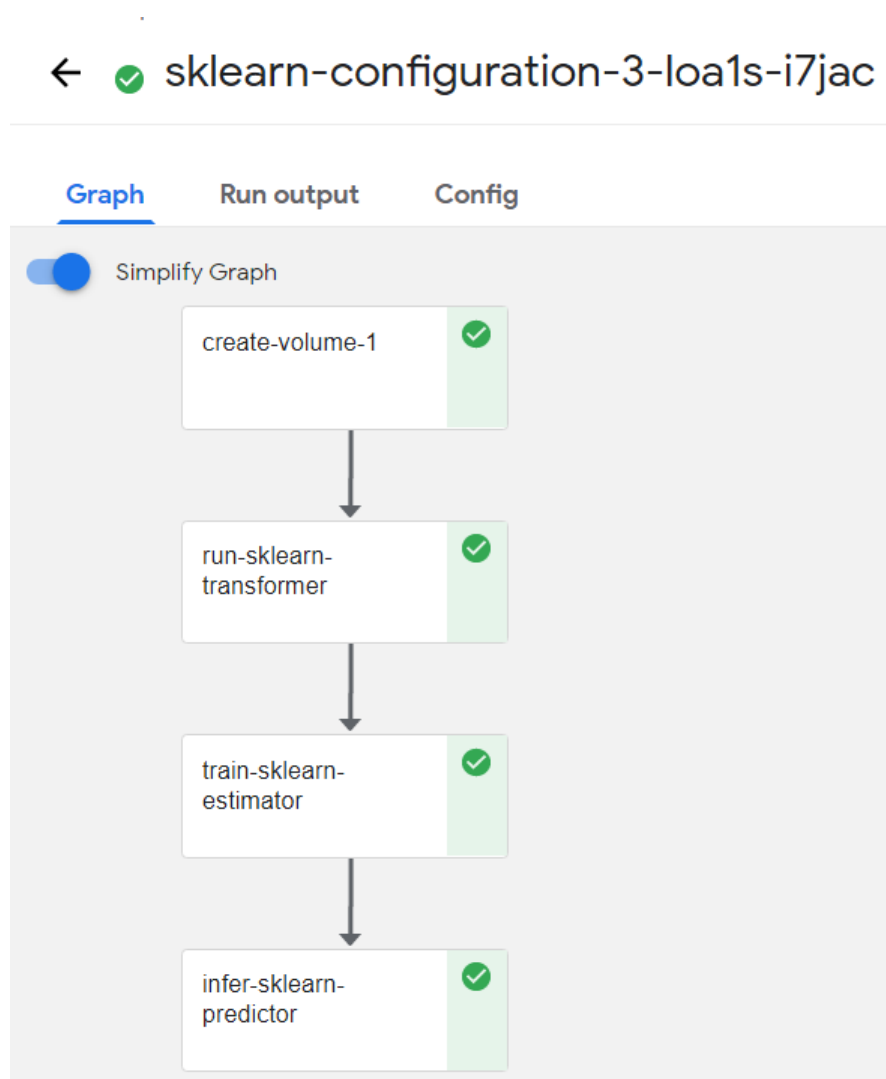 sklearn-configuration-3-loa1s-i7jac
Graph Run output Config
Simplify Graph
create-volume-1
run-sklearn-
transformer
train-sklearn-
estimator
infer-sklearn-
predictor